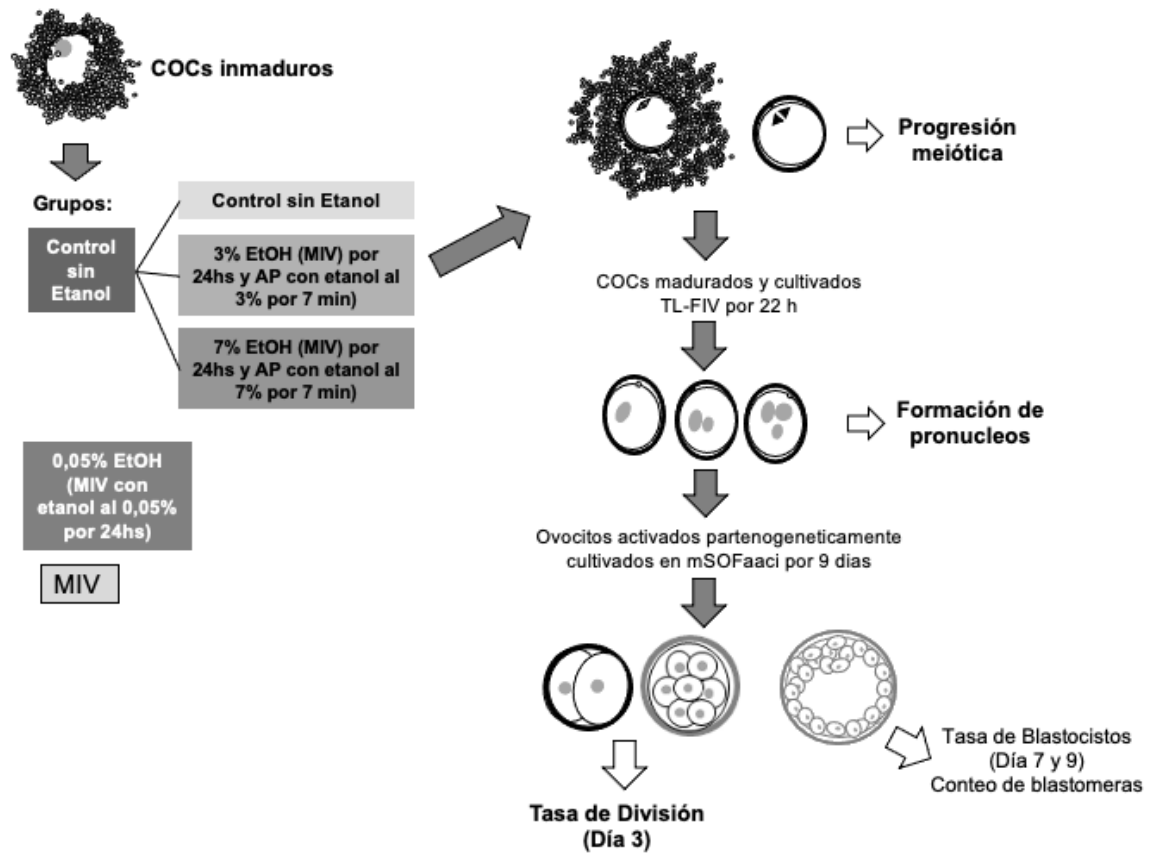 COCs inmaduros
Grupos:
Control
sin
Etanol
Control sin Etanol
3% EtOH (MIV) por
24hs y AP con etanol al
3% por 7 min)
7% EtOH (MIV) por
24hs y AP con etanol al
7% por 7 min)
0,05% EtOH
(MIV con
etanol al 0,05%
por 24hs)
MIV
Progresión
meiótica
COCs madurados y cultivados
TL-FIV por 22 h
Formación de
pronucleos
Ovocitos activados partenogeneticamente
cultivados en mSOFaaci por 9 dias
Tasa de División
(Día 3)
Tasa de Blastocistos
(Día 7 y 9)
Conteo de blastomeras